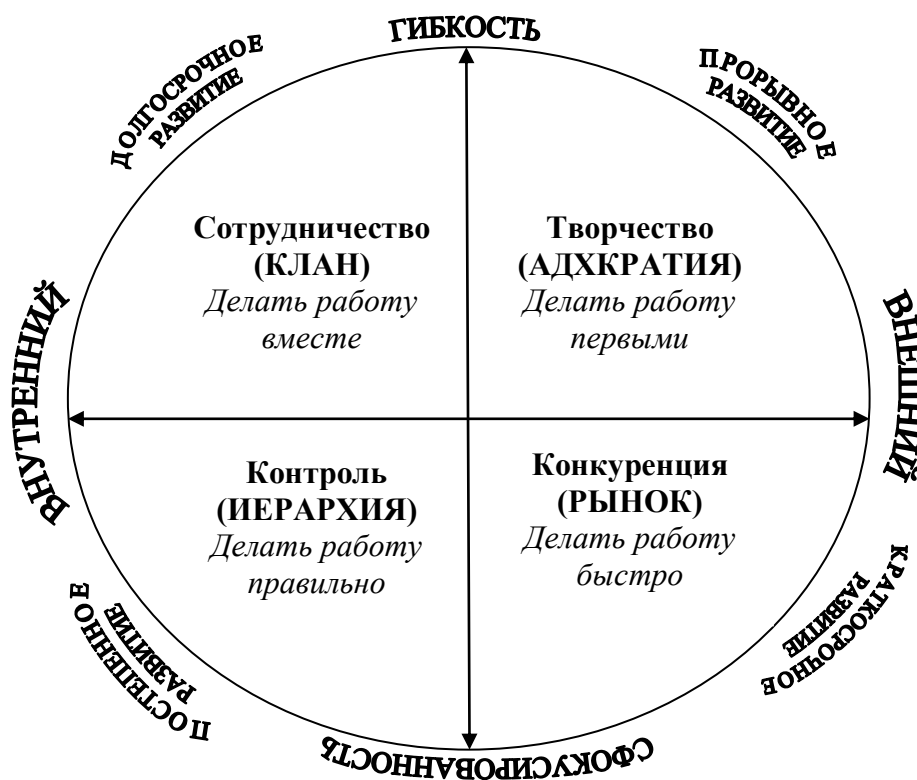 ГИБКОСТЬ
ДОЛГОСРОЧНОЕ
РАЗВИТИЕ
ПРОРЫВНОЕ
РАЗВИТИЕ
Сотрудничество
(КЛАН)
Делать работу
вместе
Творчество
(АДХКРАТИЯ)
Делать работу
первыми
ВНУТРЕННИЙ
ВНЕШНИЙ
Контроль
(ИЕРАРХИЯ)
Делать работу
правильно
Конкуренция
(РЫНОК)
Делать работу
быстро
ПОСТЕПЕННОЕ
РАЗВИТИЕ
КРАТКОСРОЧНОЕ
РАЗВИТИЕ
СФОКУСИРОВАННОСТЬ